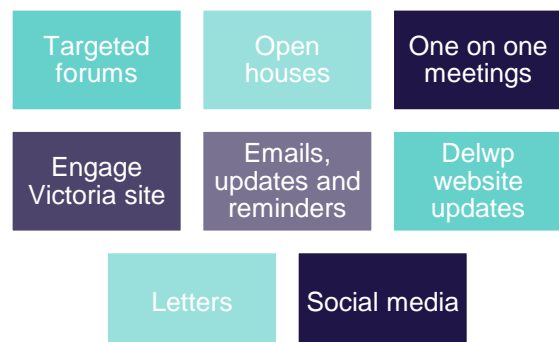 Targeted
forums
Open
houses
One on one
meetings
Engage
Victoria site
Emails,
updates and
reminders
Delwp
website
updates
Letters
Social media